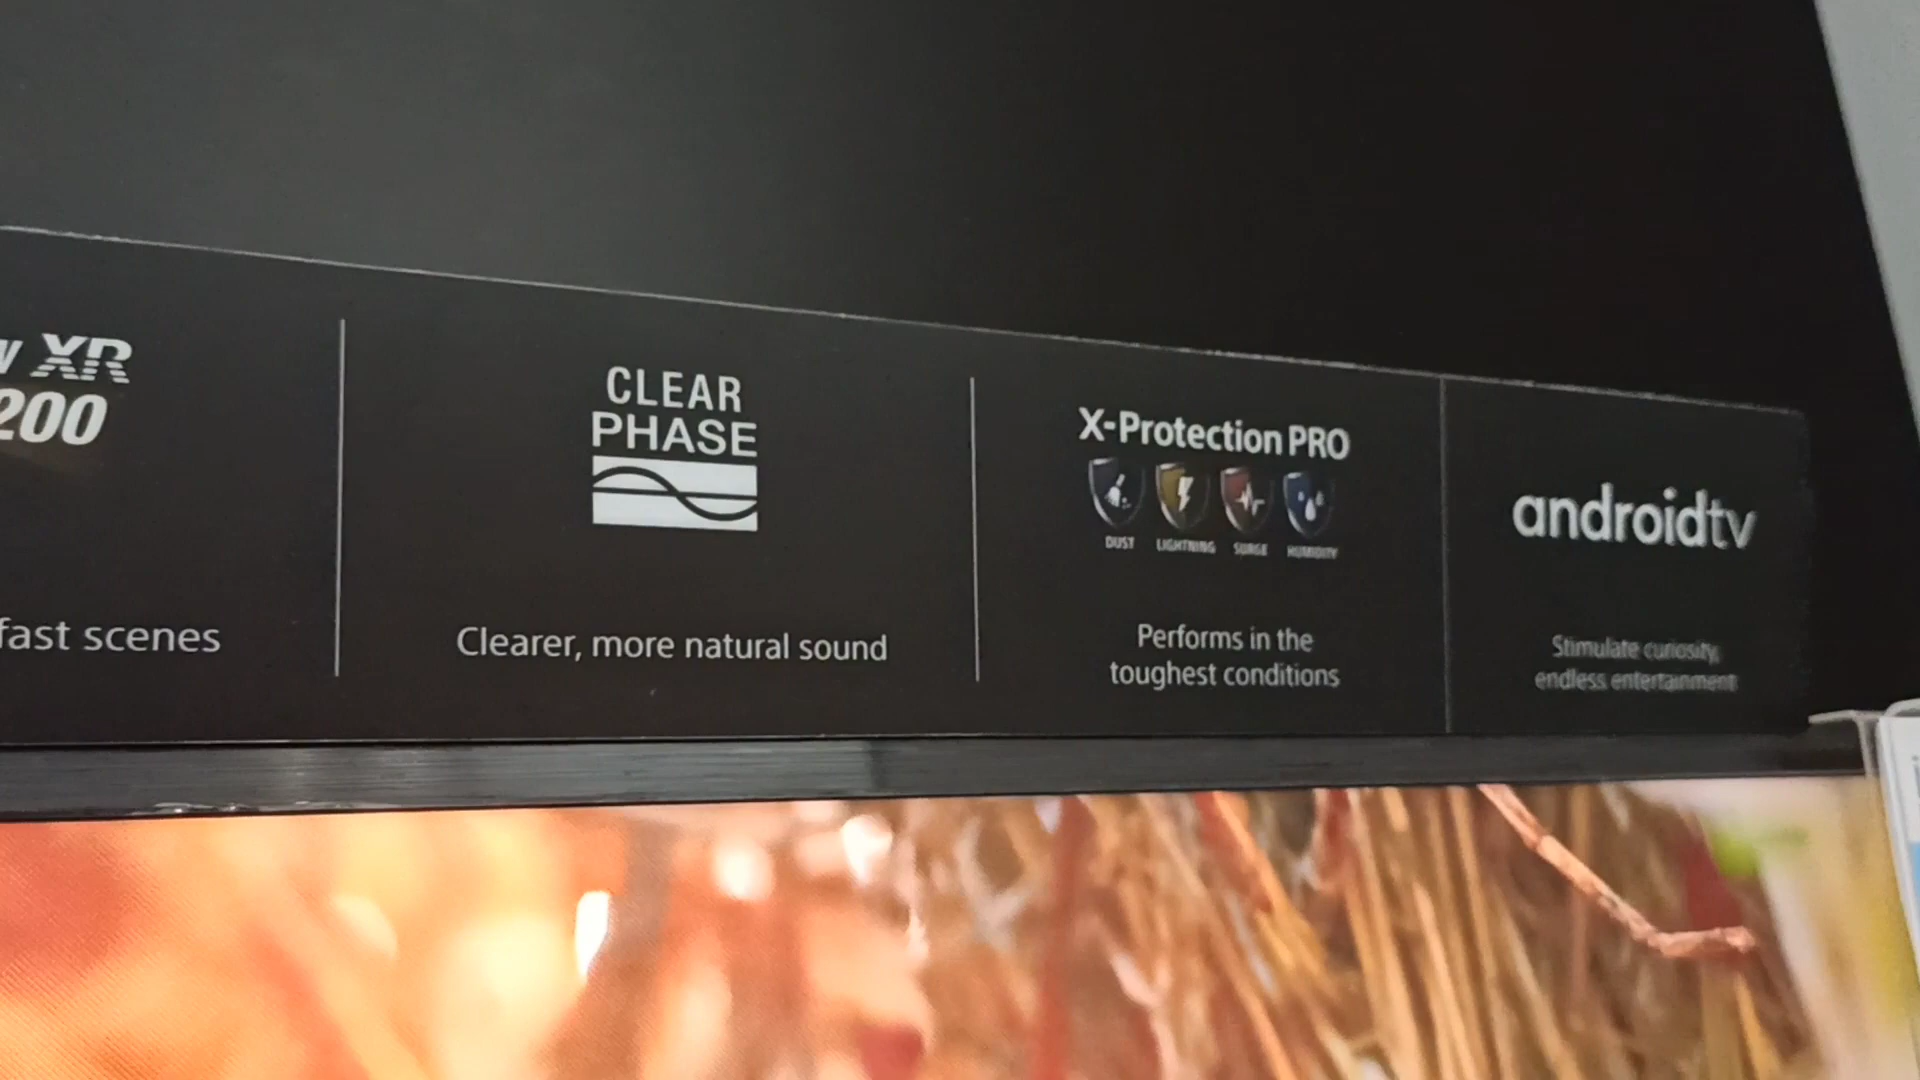 XR
200
fast scenes
CLEAR
PHASE
Clearer, more natural sound
X-Protection PRO
DUST LIGHTNING SURGE HUMIDITY
Performs in the
toughest conditions
androidtv
Stimulate curiosity,
endless entertainment